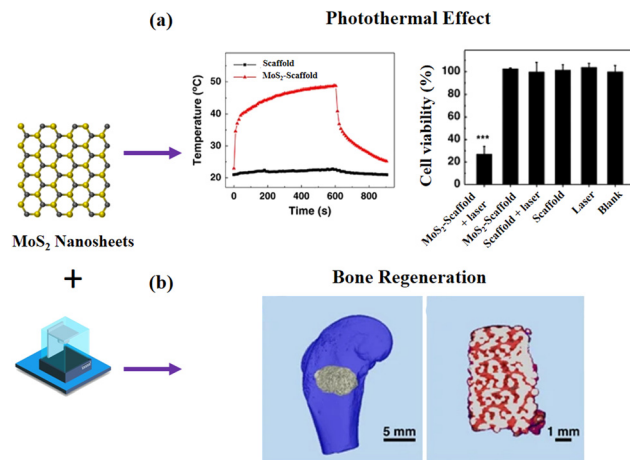 (a)
Photothermal Effect
Temperature (°C)
60
50
40
30
20
Scaffold
MoS₂-Scaffold
0
200
400
600
800
Time (s)
Cell viability (%)
100
80
60
40
20
0
***
MoS₂-Scaffold
+ laser
MoS₂-Scaffold
Scaffold + laser
Scaffold
Laser
Blank
MoS₂ Nanosheets
+
(b)
Bone Regeneration
5 mm
1 mm